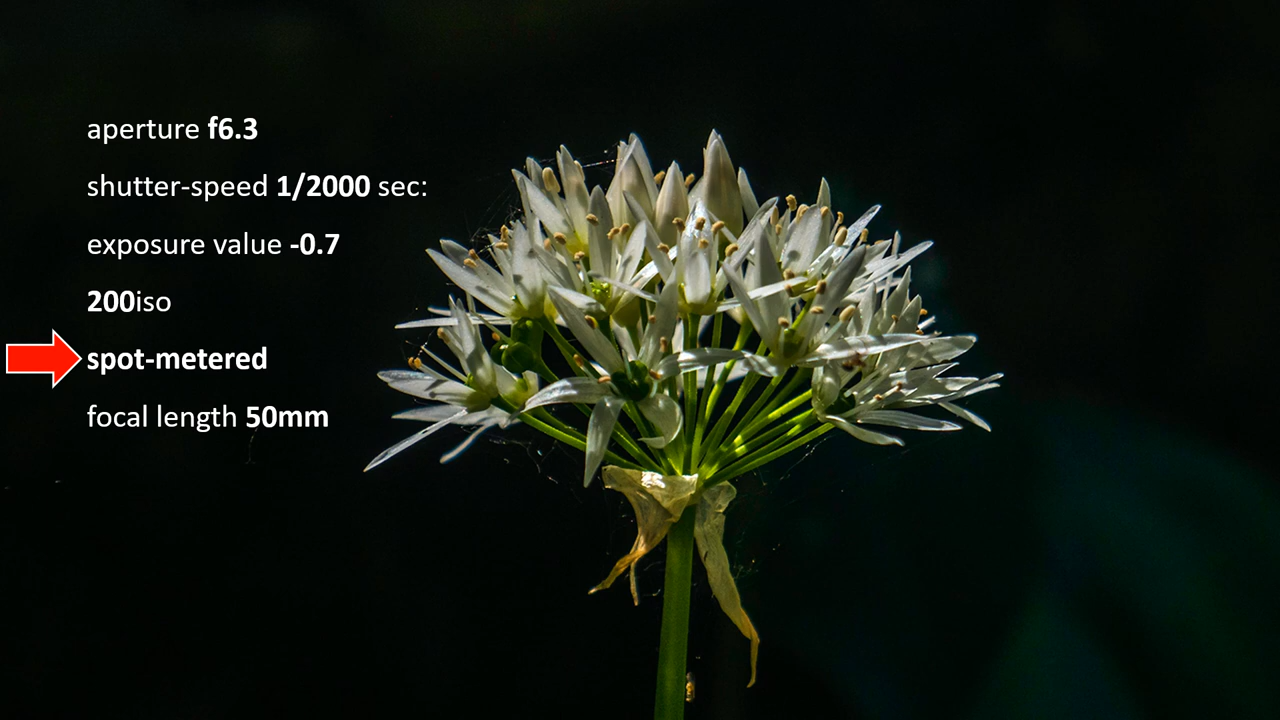 aperture f6.3
shutter-speed 1/2000 sec:
exposure value -0.7
200iso
spot-metered
focal length 50mm